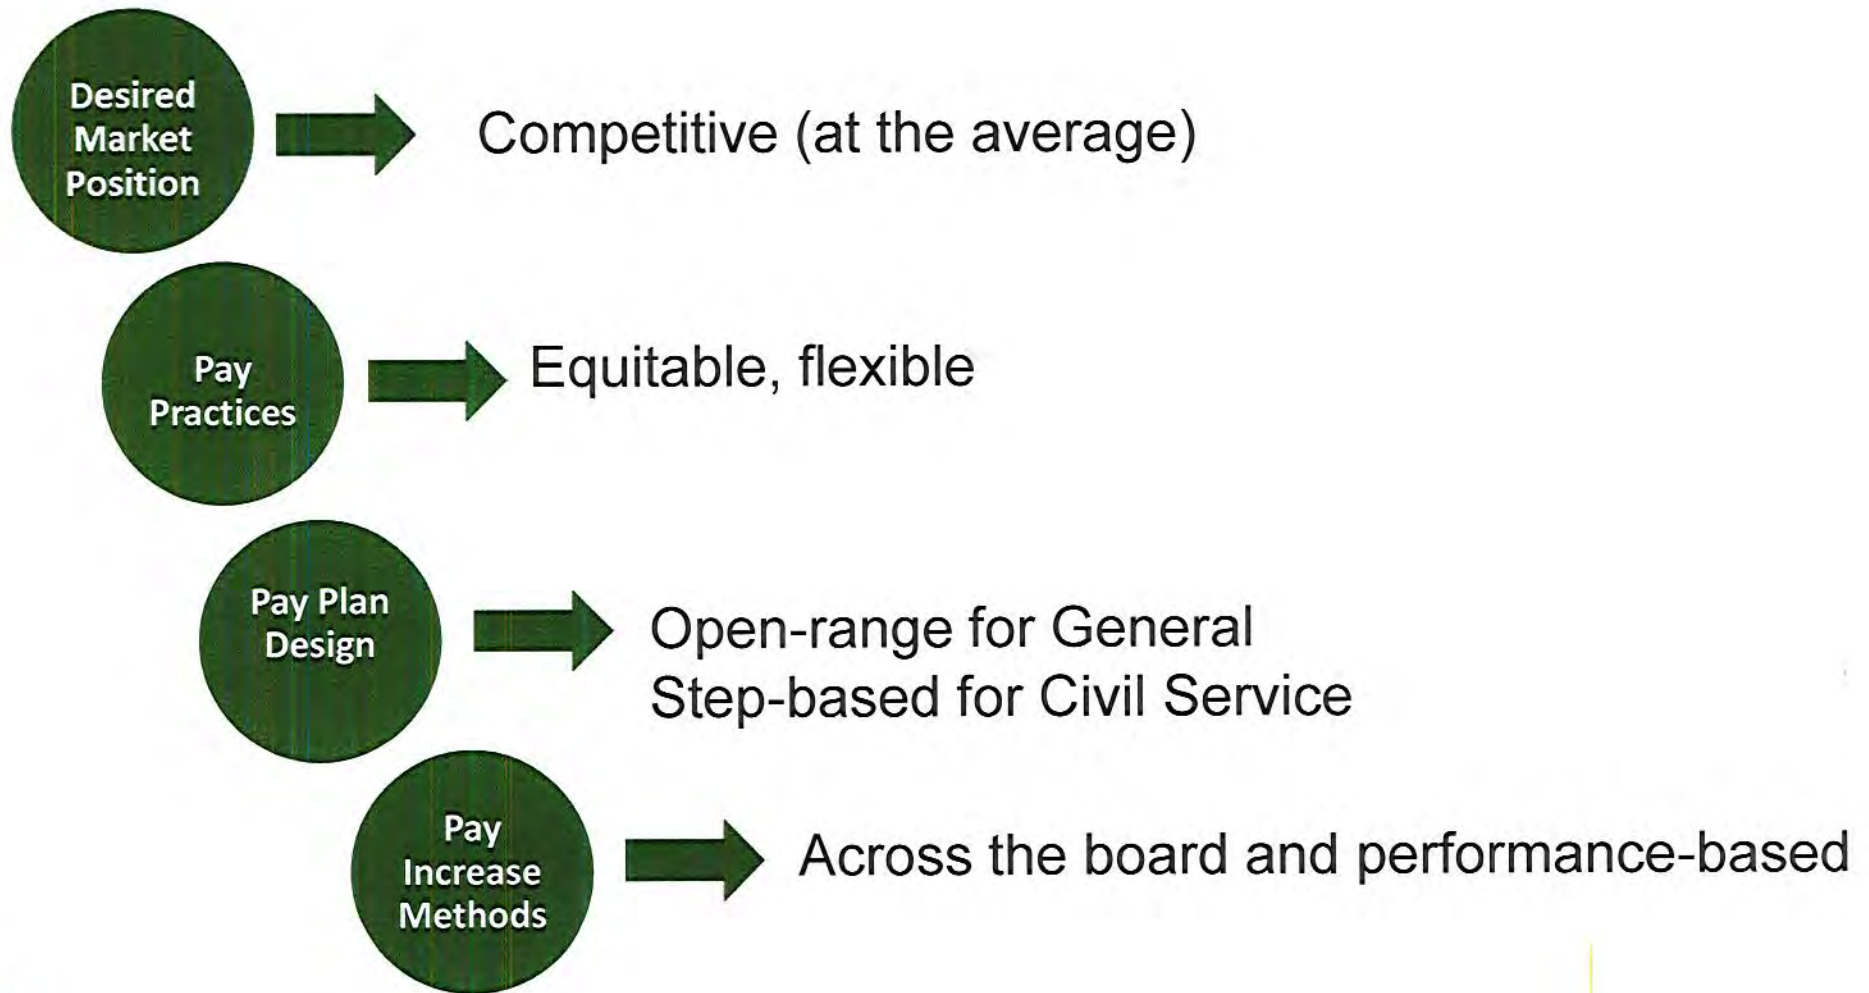 Desired
Market
Position
Competitive (at the average)
Pay
Practices
Equitable, flexible
Pay Plan
Design
Open-range for General
Step-based for Civil Service
Pay
Increase
Methods
Across the board and performance-based